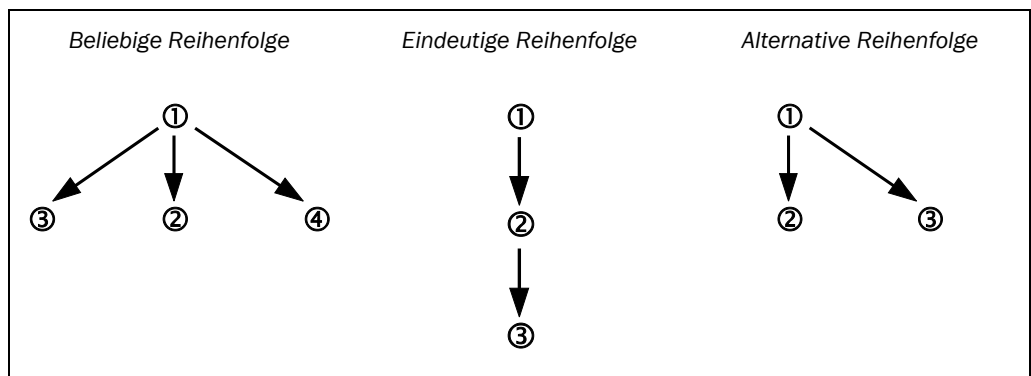 Beliebige Reihenfolge Eindeutige Reihenfolge Alternative Reihenfolge
① ① ①
③ ② ④ ② ② ③
③